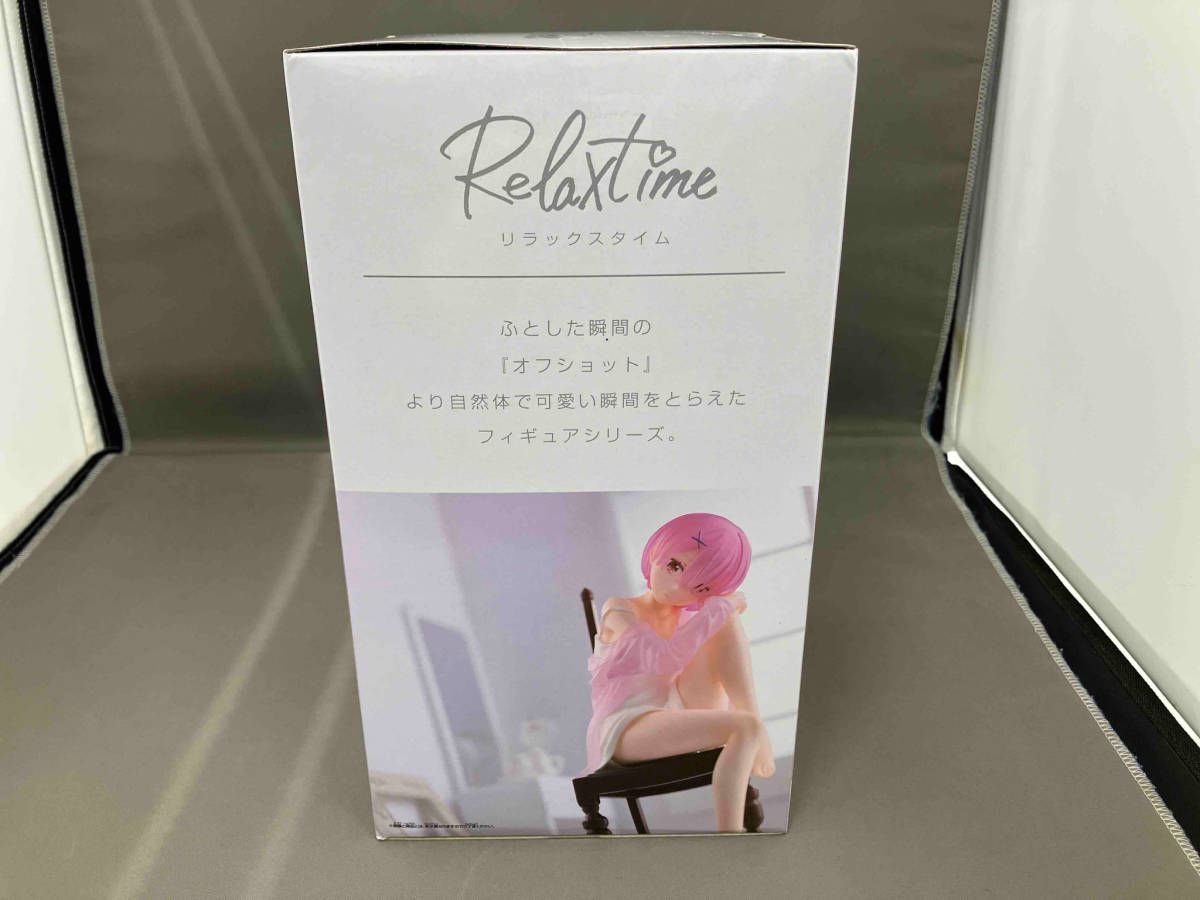 Relaxtime
リラックスタイム
ふとした瞬間の
『オフショット』
より自然体で可愛い瞬間をとらえた
フィギュアシリーズ。